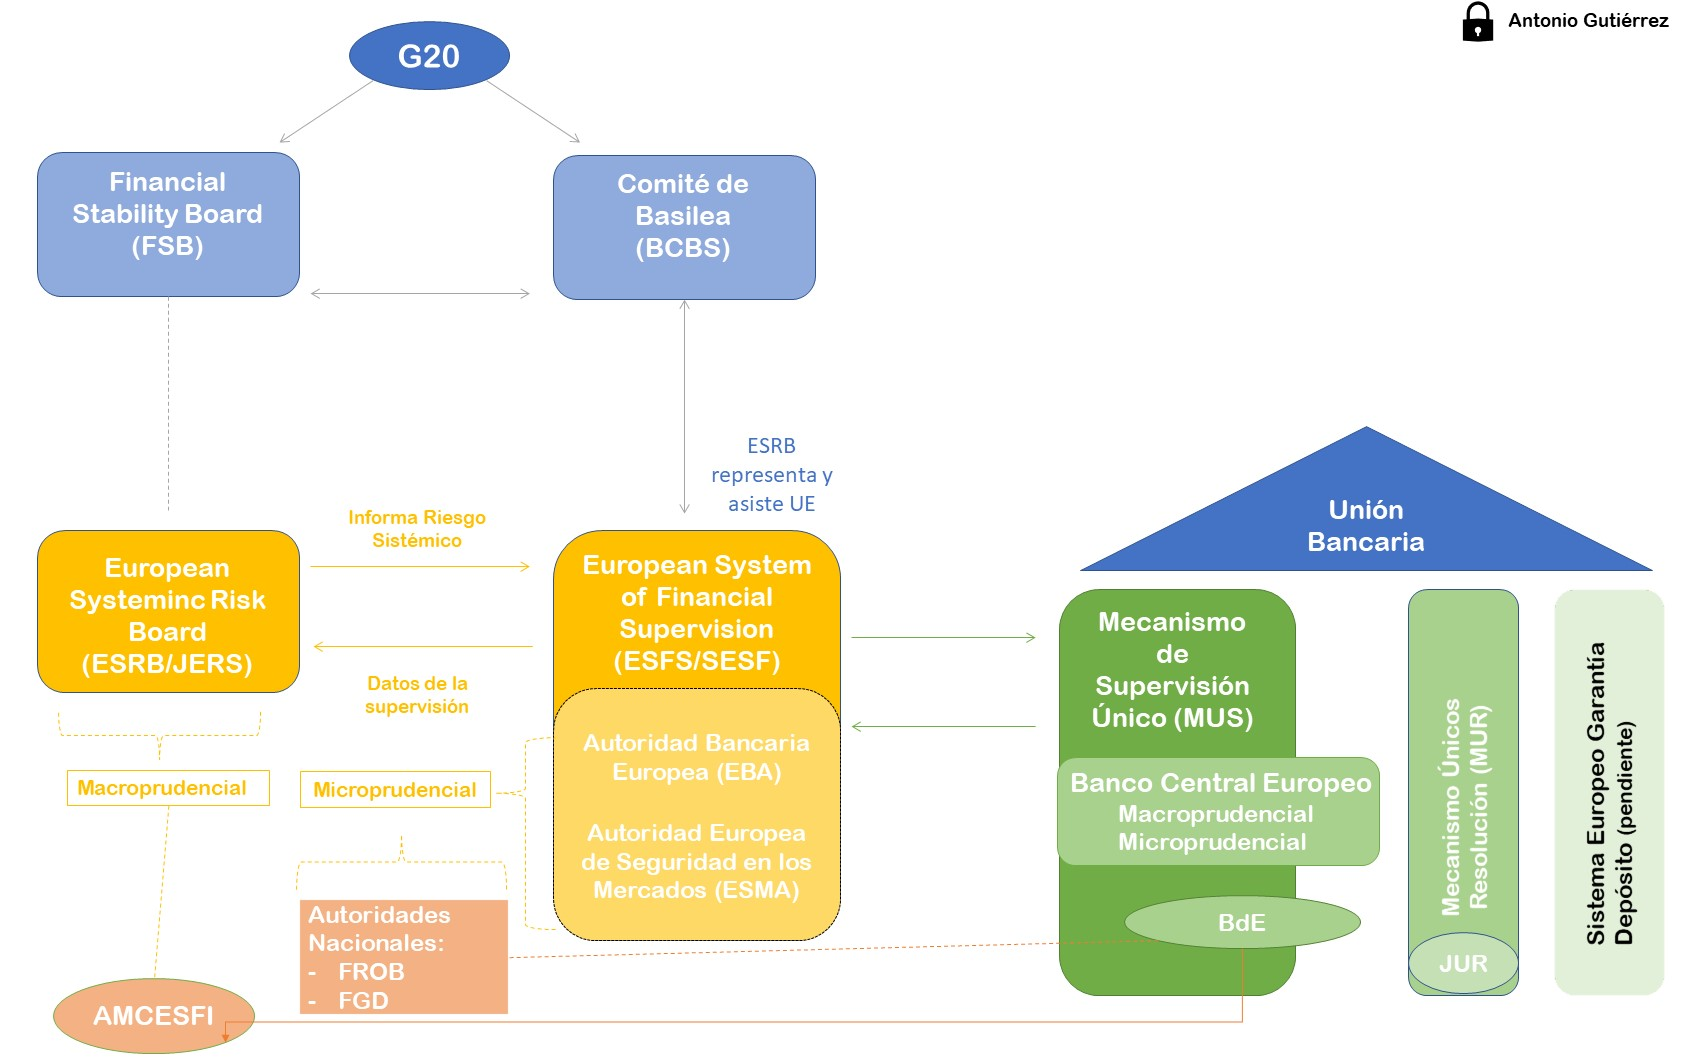 Antonio Gutiérrez
G20
Financial
Stability Board
(FSB)
Comité de
Basilea
(BCBS)
ESRB
representa y
asiste UE
Informa Riesgo
Sistémico
European
Systeminc Risk
Board
(ESRB/JERS)
European System
of Financial
Supervision
(ESFS/SESF)
Datos de la
supervisión
Macroprudencial
Microprudencial
Autoridad Bancaria
Europea (EBA)
Autoridad Europea
de Seguridad en los
Mercados (ESMA)
Autoridades
Nacionales:
- FROB
- FGD
AMCESFI
Unión
Bancaria
Mecanismo
de
Supervisión
Único (MUS)
Banco Central Europeo
Macroprudencial
Microprudencial
BdE
Mecanismo Únicos
Resolución (MUR)
JUR
Sistema Europeo Garantía
Depósito (pendiente)